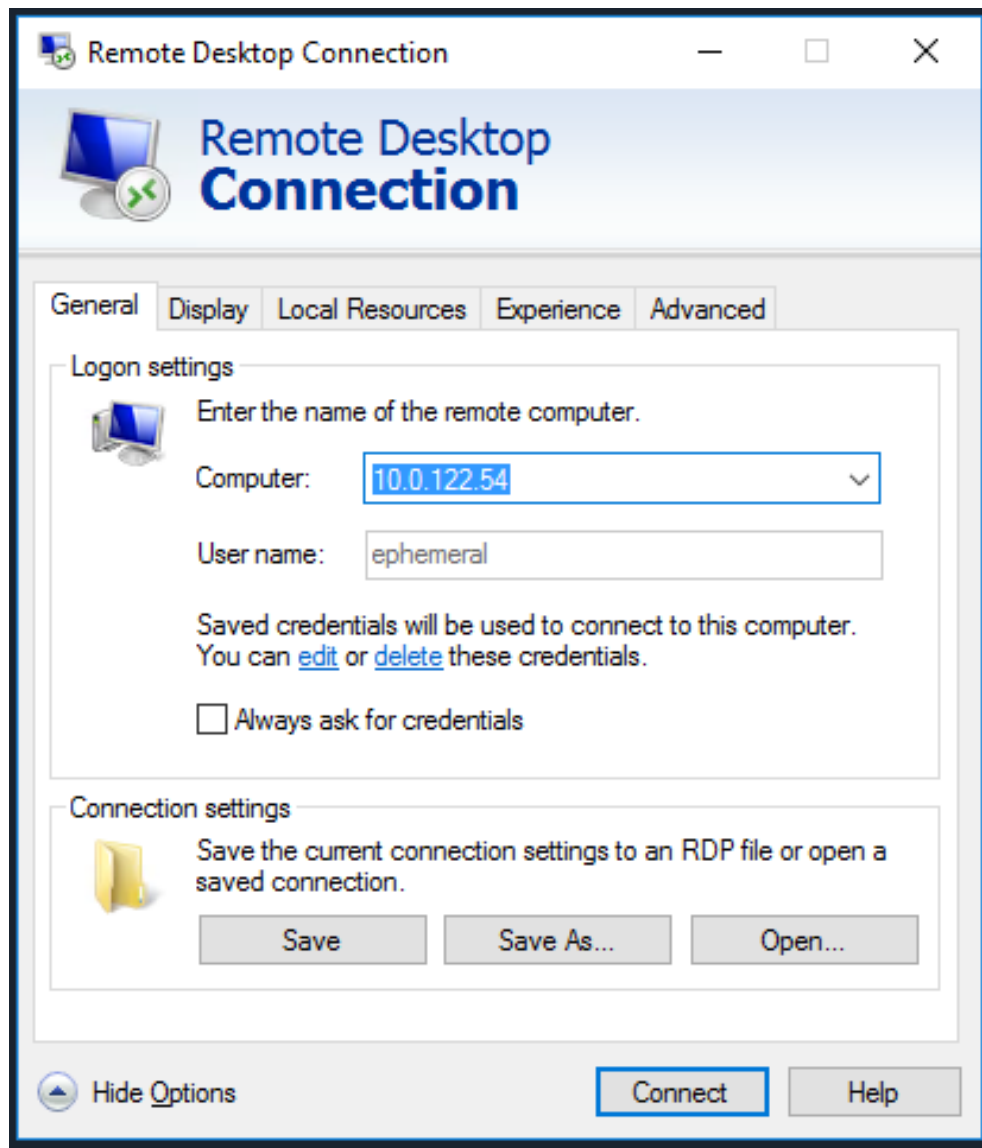 Remote Desktop Connection
Remote Desktop
Connection
General Display Local Resources Experience Advanced
Logon settings
Enter the name of the remote computer.
Computer: 10.0.122.54
User name: ephemeral
Saved credentials will be used to connect to this computer.
You can edit or delete these credentials.
Always ask for credentials
Connection settings
Save the current connection settings to an RDP file or open a
saved connection.
Save Save As... Open...
Hide Options Connect Help